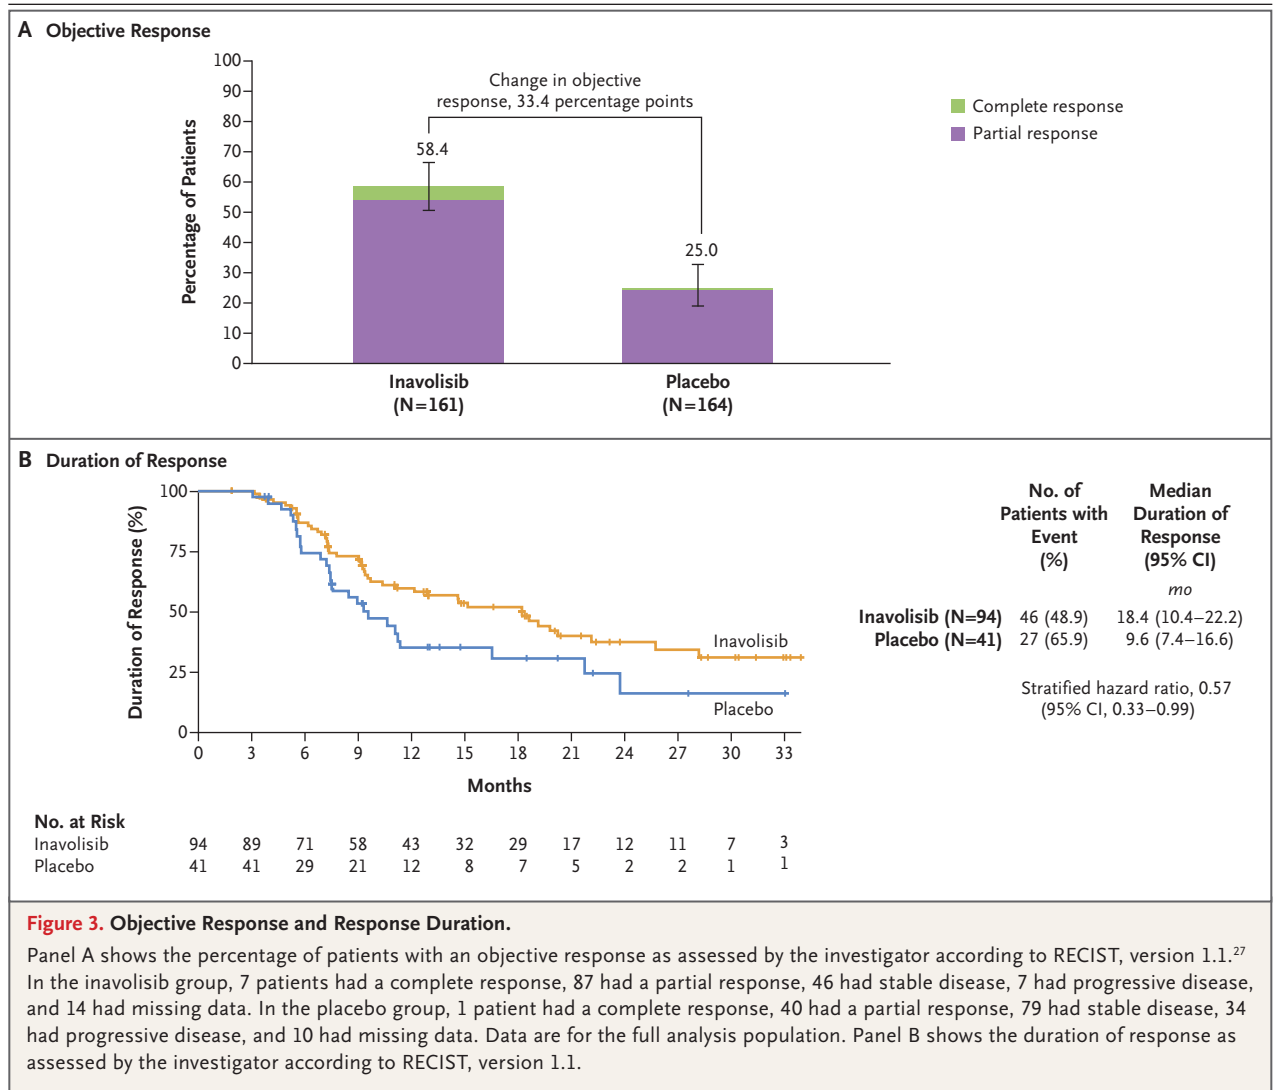 A Objective Response
100
90
80
70
60
50
40
30
20
10
0
Percentage of Patients
Change in objective
response, 33.4 percentage points
58.4
25.0
Complete response
Partial response
Inavolisib
(N=161)
Placebo
(N=164)
B Duration of Response
100
75
50
25
0
Duration of Response (%)
Inavolisib
Placebo
0 3 6 9 12 15 18 21 24 27 30 33
Months
No. of
Patients with
Event
(%)
Median
Duration of
Response
(95% CI)
mo
Inavolisib (N=94) 46 (48.9) 18.4 (10.4–22.2)
Placebo (N=41) 27 (65.9) 9.6 (7.4–16.6)
Stratified hazard ratio, 0.57
(95% CI, 0.33–0.99)
No. at Risk
Inavolisib 94 89 71 58 43 32 29 17 12 11 7 3
Placebo 41 41 29 21 12 8 7 5 2 2 1 1
Figure 3. Objective Response and Response Duration.
Panel A shows the percentage of patients with an objective response as assessed by the investigator according to RECIST, version 1.1.27
In the inavolisib group, 7 patients had a complete response, 87 had a partial response, 46 had stable disease, 7 had progressive disease,
and 14 had missing data. In the placebo group, 1 patient had a complete response, 40 had a partial response, 79 had stable disease, 34
had progressive disease, and 10 had missing data. Data are for the full analysis population. Panel B shows the duration of response as
assessed by the investigator according to RECIST, version 1.1.